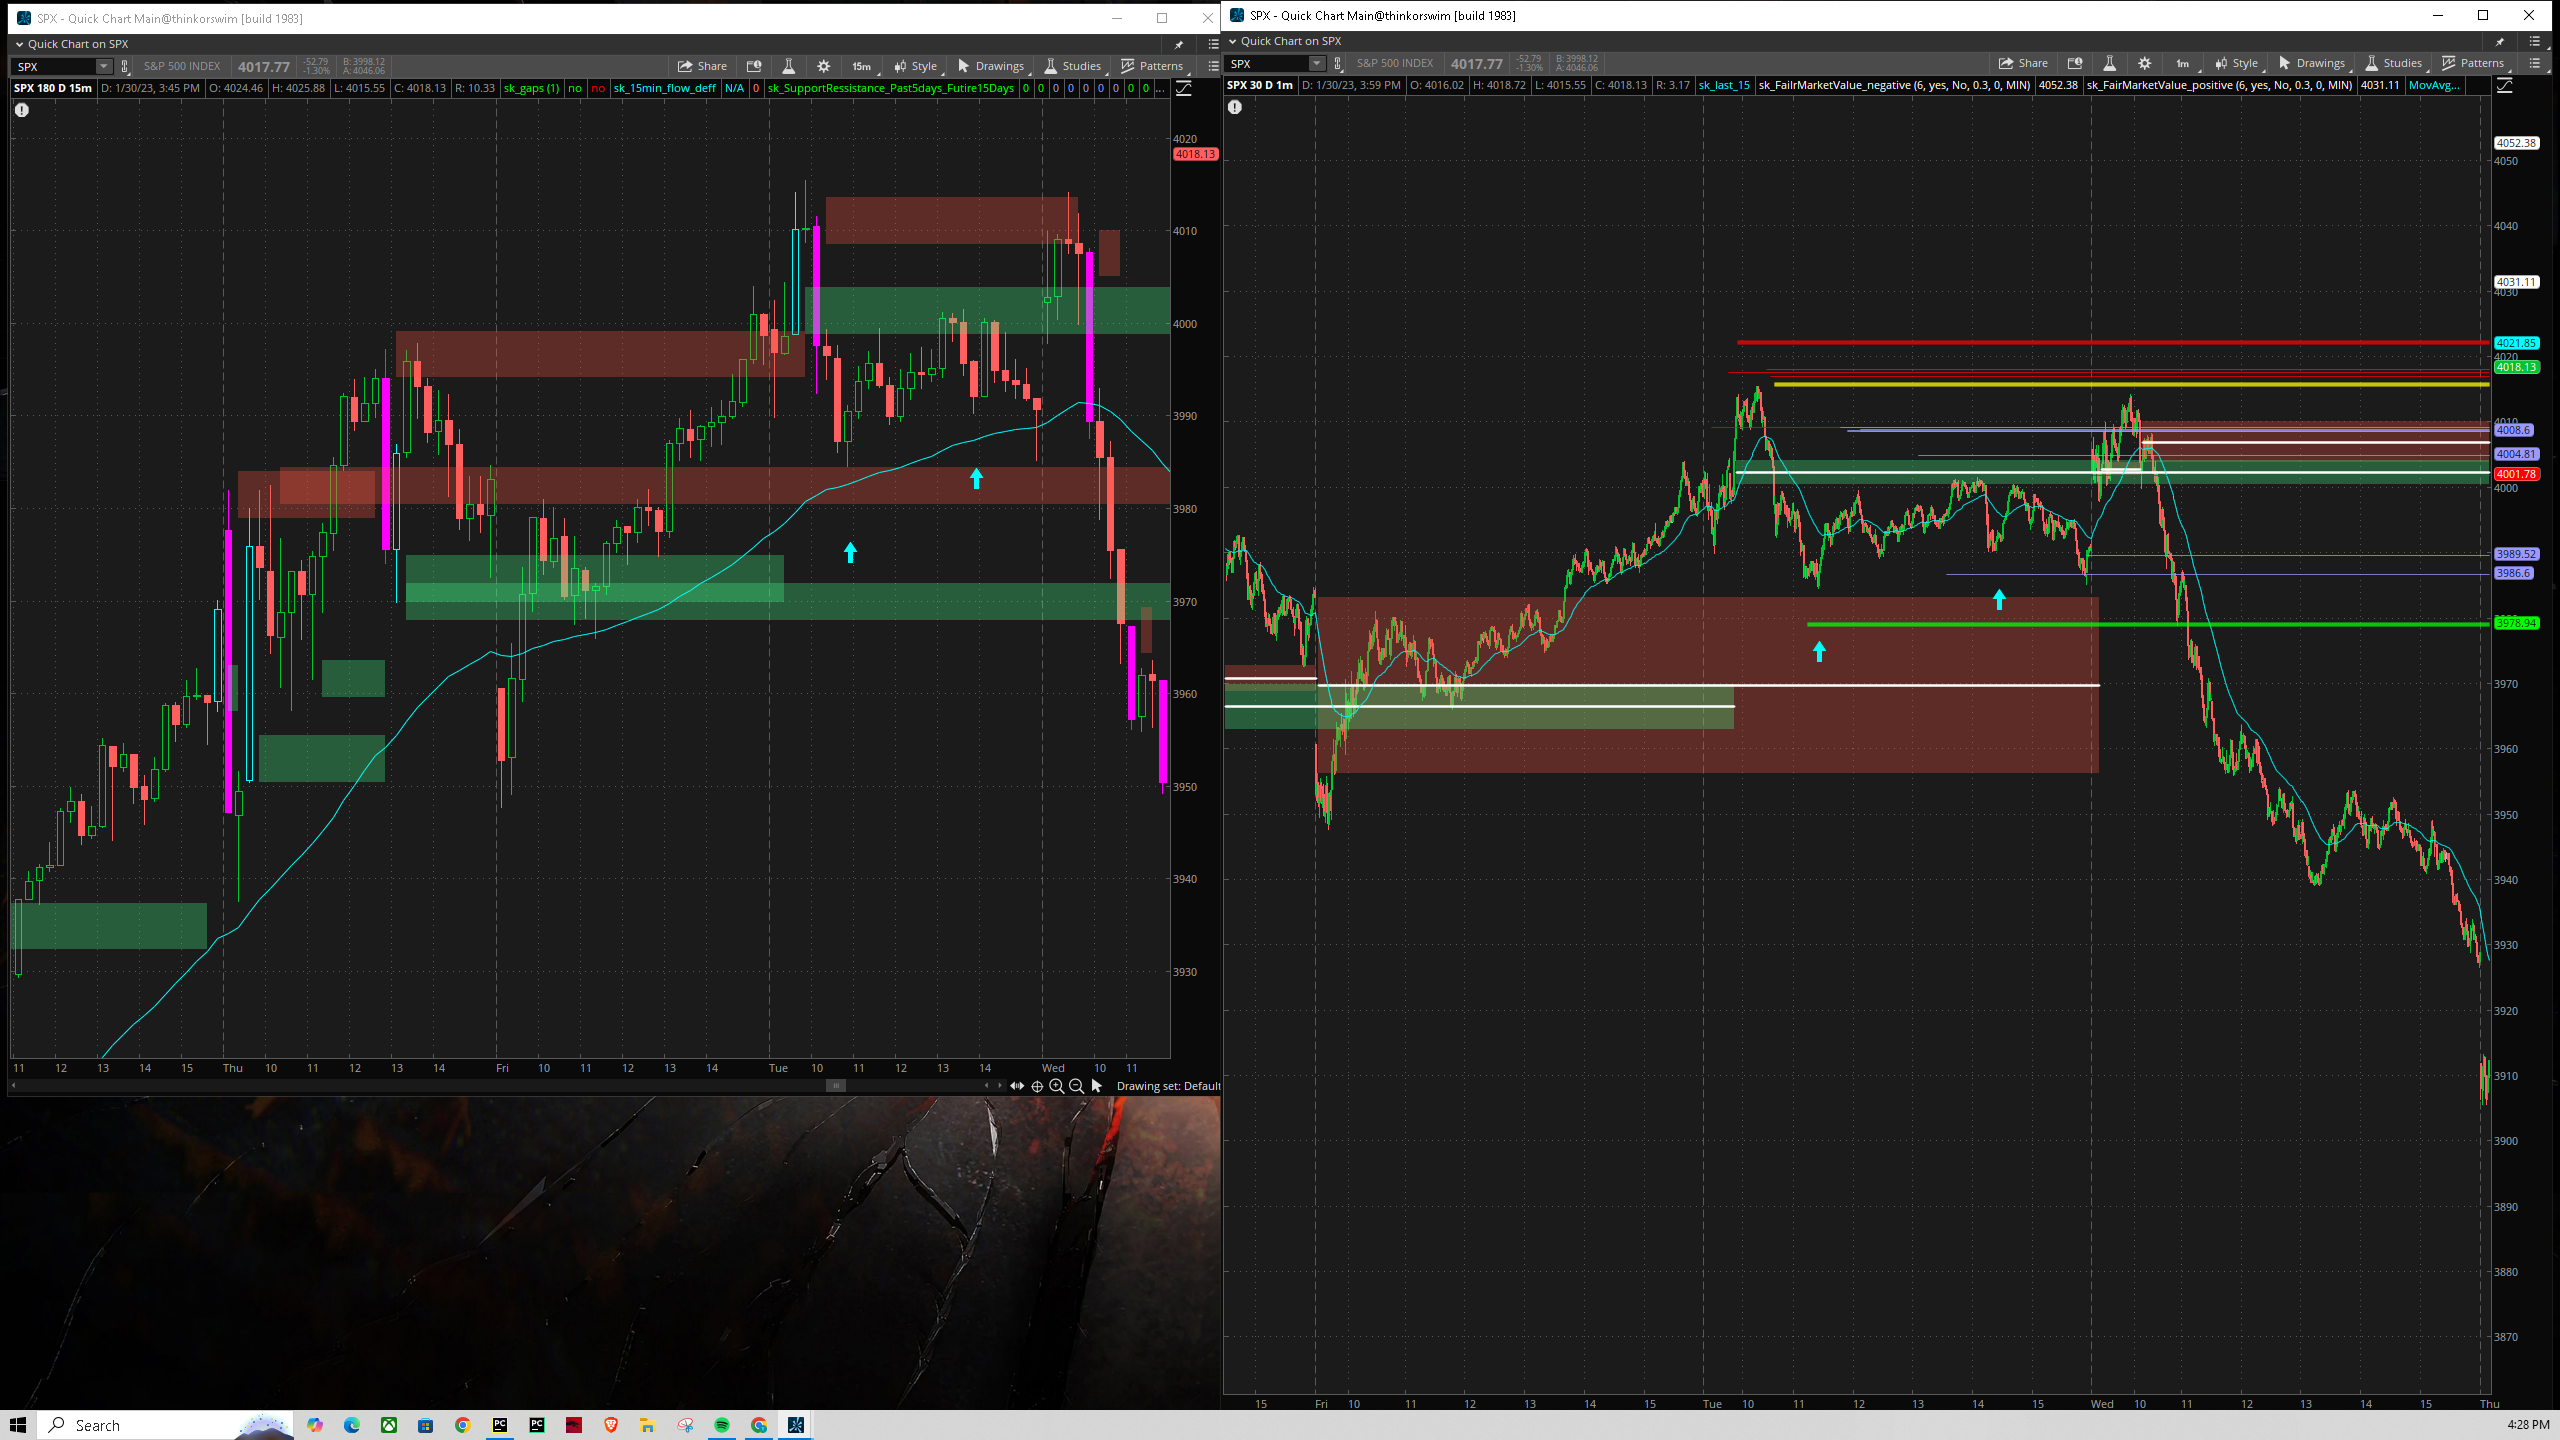 SPX - Quick Chart Main@thinkorswim [build 1983]
Quick Chart on SPX
SPX S&P 500 INDEX 4017.77 -52.79 -1.30% B: 3998.12 A: 4046.06 Share 15m Style Drawings Studies Patterns
SPX 180 D 15m D: 1/30/23, 3:45 PM O: 4024.46 H: 4025.88 L: 4015.55 C: 4018.13 R: 10.33 sk_gaps (1) no no sk_15min_flow_deff N/A 0 sk_SupportRessistance_Past5days_Futire15Days 0 0 0 0 0 0 0 0 0 ...
4020
4018.13
4010
4000
3990
3980
3970
3960
3950
3940
3930
11 12 13 14 15 Thu 10 11 12 13 14 Fri 10 11 12 13 14 Tue 10 11 12 13 14 Wed 10 11
Drawing set: Default
SPX - Quick Chart Main@thinkorswim [build 1983]
Quick Chart on SPX
SPX S&P 500 INDEX 4017.77 -52.79 -1.30% B: 3998.12 A: 4046.06 Share 1m Style Drawings Studies Patterns
SPX 30 D 1m D: 1/30/23, 3:59 PM O: 4016.02 H: 4018.72 L: 4015.55 C: 4018.13 R: 3.17 sk_last_15 sk_FailrMarketValue_negative (6, yes, No, 0.3, 0, MIN) 4052.38 sk_FairMarketValue_positive (6, yes, No, 0.3, 0, MIN) 4031.11 MovAvg...
4052.38
4050
4040
4031.11
4030
4021.85
4020
4018.13
4010
4008.6
4004.81
4001.78
4000
3989.52
3986.6
3978.94
3970
3960
3950
3940
3930
3920
3910
3900
3890
3880
3870
15 Fri 10 11 12 13 14 15 Tue 10 11 12 13 14 15 Wed 10 11 12 13 14 15 Thu
Search
PC PC
4:28 PM